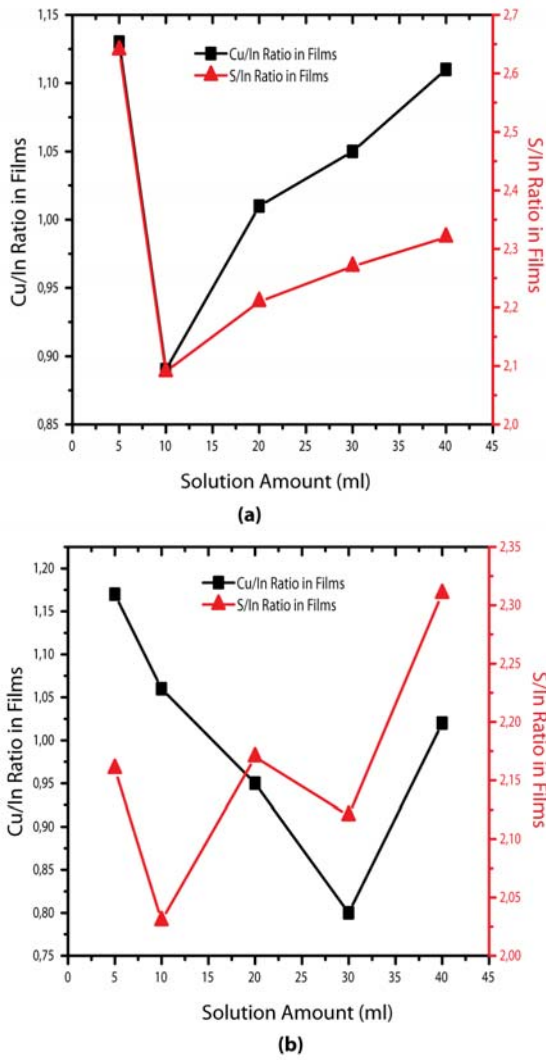 1,15
1,10
1,05
1,00
0,95
0,90
0,85
Cu/In Ratio in Films
Cu/In Ratio in Films
S/In Ratio in Films
2,7
2,6
2,5
2,4
2,3
2,2
2,1
2,0
S/In Ratio in Films
0 5 10 15 20 25 30 35 40 45
Solution Amount (ml)
(a)
1,20
1,15
1,10
1,05
1,00
0,95
0,90
0,85
0,80
0,75
Cu/In Ratio in Films
Cu/In Ratio in Films
S/In Ratio in Films
2,35
2,30
2,25
2,20
2,15
2,10
2,05
2,00
S/In Ratio in Films
0 5 10 15 20 25 30 35 40 45
Solution Amount (ml)
(b)